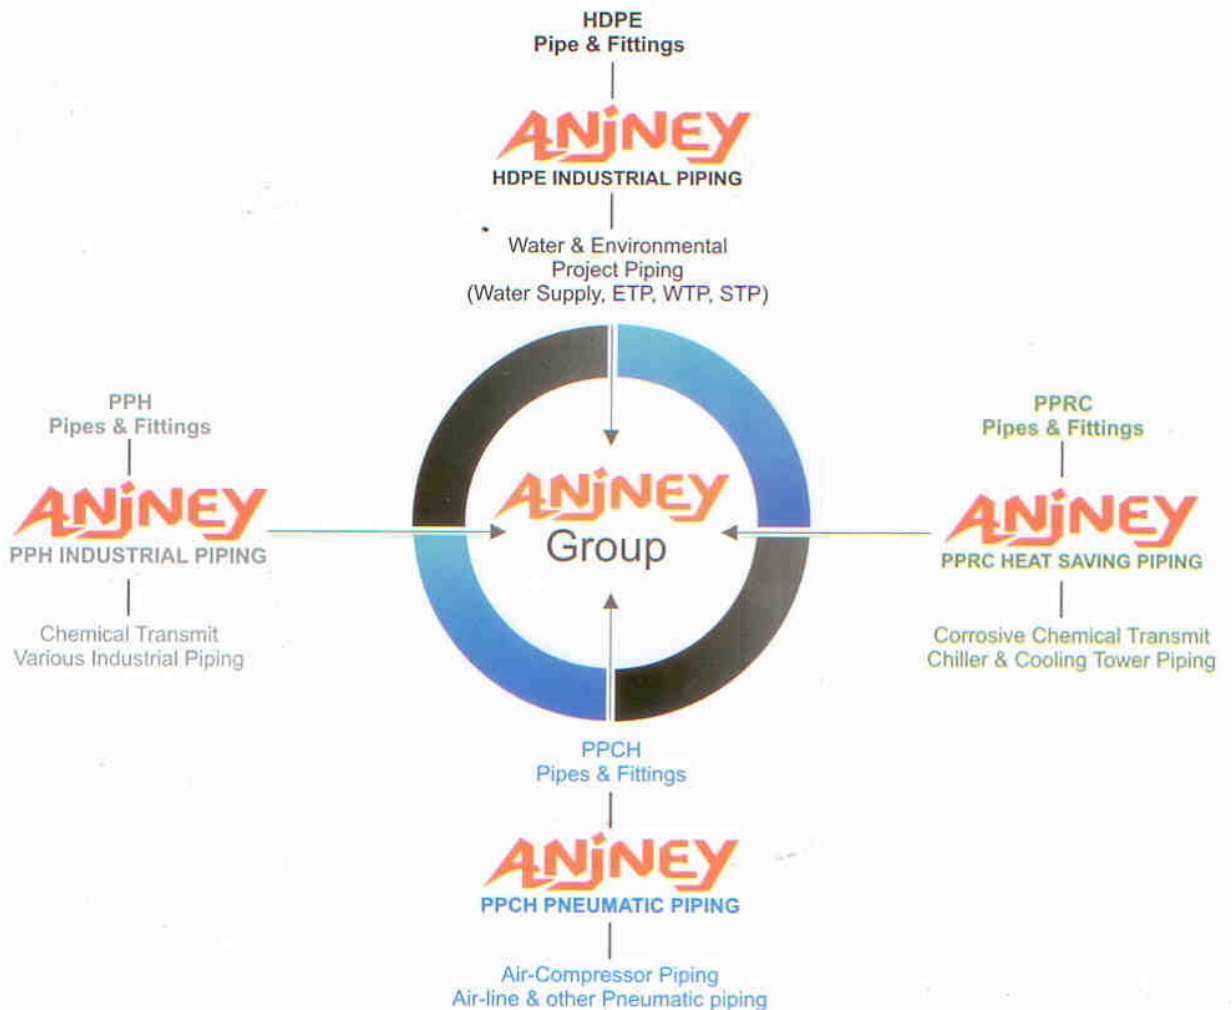 HDPE
Pipe & Fittings
ANJNEY
HDPE INDUSTRIAL PIPING
Water & Environmental
Project Piping
(Water Supply, ETP, WTP, STP)
PPH
Pipes & Fittings
ANJNEY
PPH INDUSTRIAL PIPING
Chemical Transmit
Various Industrial Piping
ANJNEY
Group
PPRC
Pipes & Fittings
ANJNEY
PPRC HEAT SAVING PIPING
Corrosive Chemical Transmit
Chiller & Cooling Tower Piping
PPCH
Pipes & Fittings
ANJNEY
PPCH PNEUMATIC PIPING
Air-Compressor Piping
Air-line & other Pneumatic piping